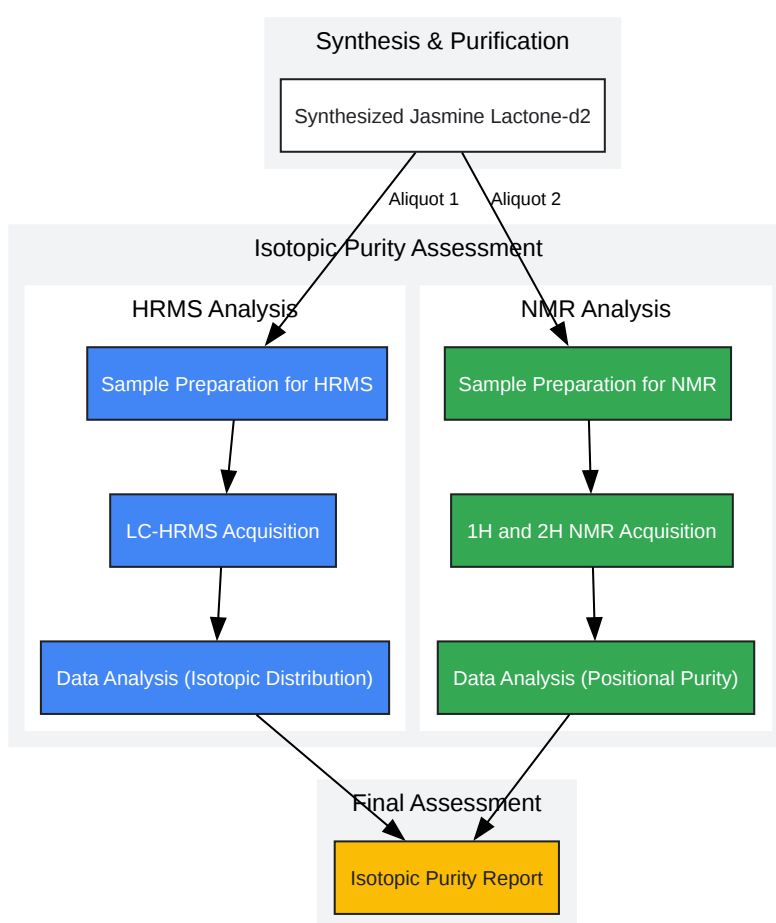 Synthesis & Purification
Synthesized Jasmine Lactone-d2
Aliquot 1
Aliquot 2
Isotopic Purity Assessment
HRMS Analysis
NMR Analysis
Sample Preparation for HRMS
Sample Preparation for NMR
LC-HRMS Acquisition
1H and 2H NMR Acquisition
Data Analysis (Isotopic Distribution)
Data Analysis (Positional Purity)
Final Assessment
Isotopic Purity Report